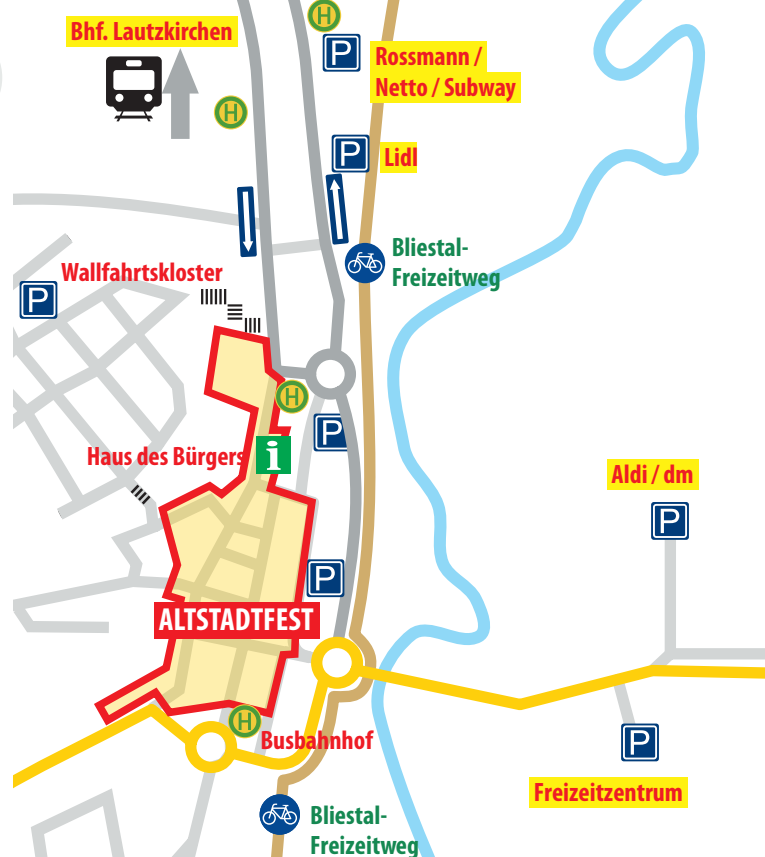 H
Bhf. Lautzkirchen
P
Rossmann /
Netto / Subway
H
P
Lidl
Bliestal-
Freizeitweg
Wallfahrtskloster
P
H
P
Haus des Bürgers
i
Aldi / dm
P
P
ALTSTADTFEST
H
Busbahnhof
P
Freizeitzentrum
Bliestal-
Freizeitweg